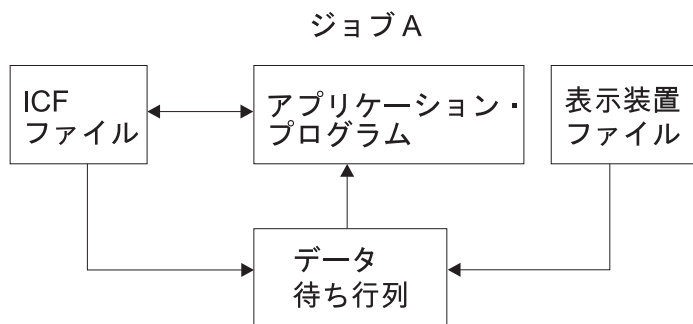 ジョブ A
ICF
ファイル
アプリケーション・
プログラム
表示装置
ファイル
データ
待ち行列